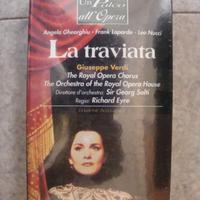 Un Palco
all'Opera
Angela Gheorghiu • Frank Lopardo • Leo Nucci
La traviata
Giuseppe Verdi
The Royal Opera Chorus
The Orchestra of the Royal Opera House
Direttore d'orchestra: Sir Georg Solti
Regia: Richard Eyre